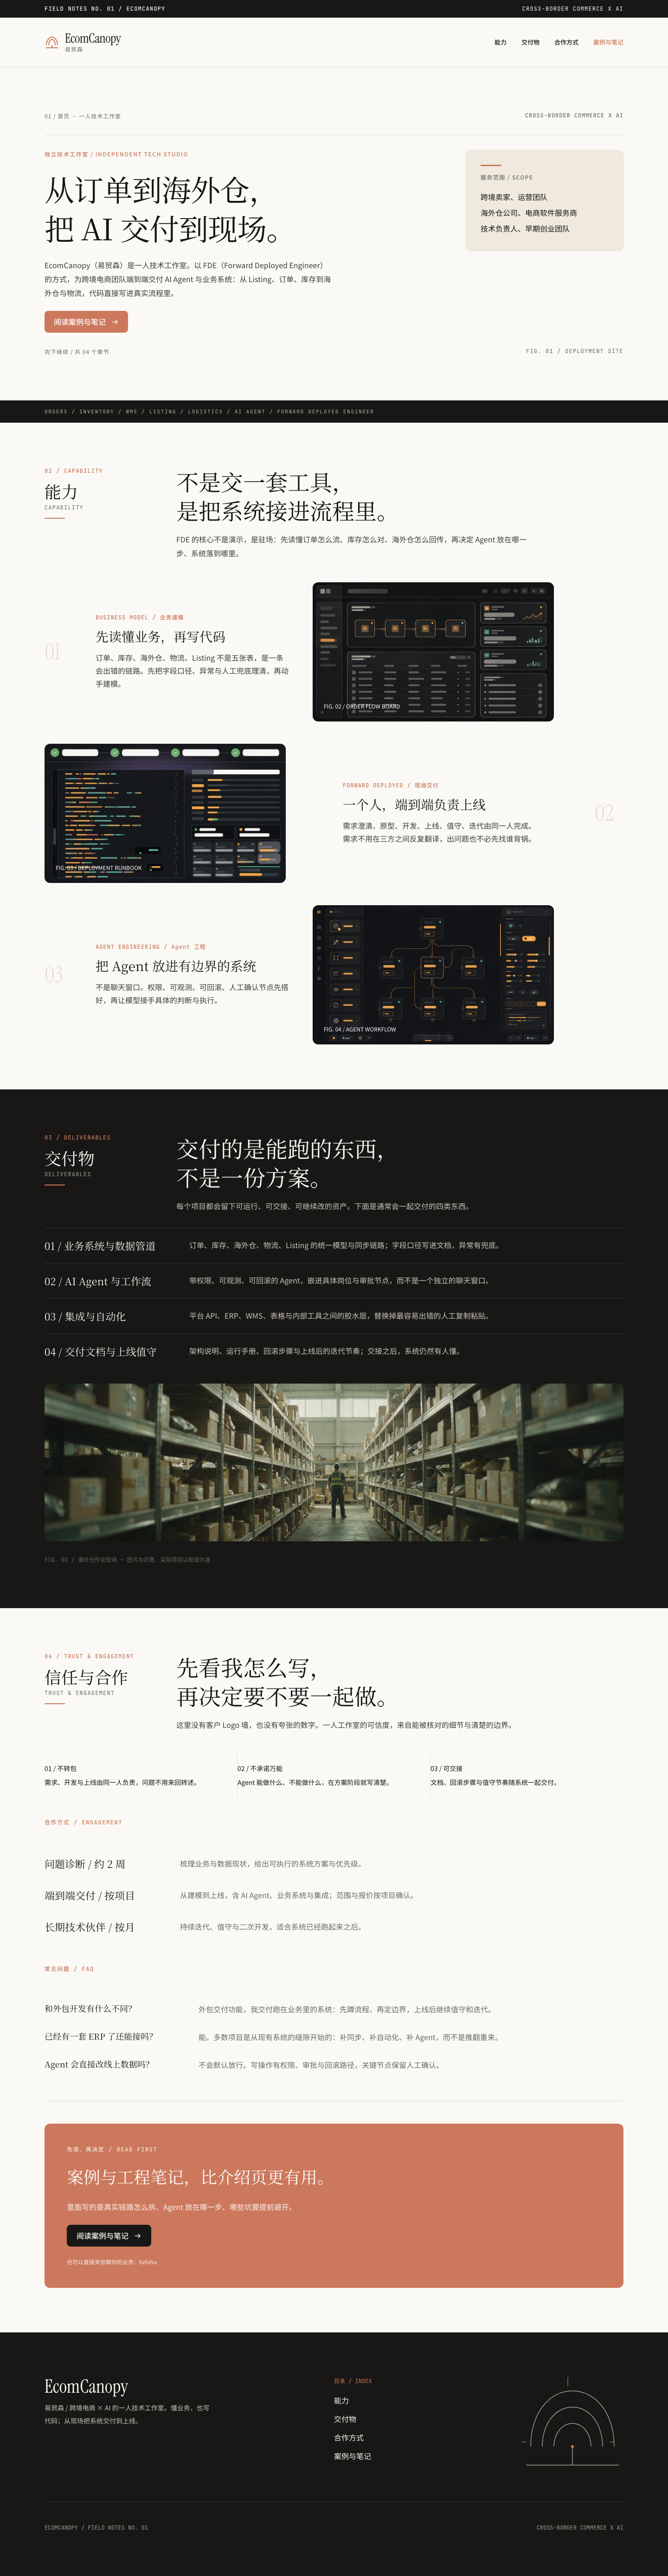 FIELD NOTES NO. 01 / ECOMCANOPY
CROSS-BORDER COMMERCE X AI
EcomCanopy
易贸森
能力
交付物
合作方式
案例与笔记
01 / 首页 — 一人技术工作室
CROSS-BORDER COMMERCE X AI
独立技术工作室 / INDEPENDENT TECH STUDIO
从订单到海外仓，
把 AI 交付到现场。
EcomCanopy（易贸森）是一人技术工作室。以 FDE（Forward Deployed Engineer）
的方式，为跨境电商团队端到端交付 AI Agent 与业务系统：从 Listing、订单、库存到海
外仓与物流，代码直接写进真实流程里。
阅读案例与笔记 →
服务范围 / SCOPE
跨境卖家、运营团队
海外仓公司、电商软件服务商
技术负责人、早期创业团队
向下继续 / 共 04 个章节
FIG. 01 / DEPLOYMENT SITE
ORDERS / INVENTORY / WMS / LISTING / LOGISTICS / AI AGENT / FORWARD DEPLOYED ENGINEER
02 / CAPABILITY
能力
CAPABILITY
不是交一套工具，
是把系统接进流程里。
FDE 的核心不是演示，是驻场：先读懂订单怎么流、库存怎么对、海外仓怎么回传，再决定 Agent 放在哪一
步、系统落到哪里。
01
BUSINESS MODEL / 业务建模
先读懂业务，再写代码
订单、库存、海外仓、物流、Listing 不是五张表，是一条
会出错的链路。先把字段口径、异常与人工兜底理清，再动
手建模。
FIG. 02 / ORDER FLOW BOARD
FIG. 03 / DEPLOYMENT RUNBOOK
FORWARD DEPLOYED / 现场交付
一个人，端到端负责上线
需求澄清、原型、开发、上线、值守、迭代由同一人完成。
需求不用在三方之间反复翻译，出问题也不必先找谁背锅。
02
03
AGENT ENGINEERING / Agent 工程
把 Agent 放进有边界的系统
不是聊天窗口。权限、可观测、可回滚、人工确认节点先搭
好，再让模型接手具体的判断与执行。
FIG. 04 / AGENT WORKFLOW
03 / DELIVERABLES
交付物
DELIVERABLES
交付的是能跑的东西，
不是一份方案。
每个项目都会留下可运行、可交接、可继续改的资产。下面是通常会一起交付的四类东西。
01 / 业务系统与数据管道
订单、库存、海外仓、物流、Listing 的统一模型与同步链路；字段口径写进文档，异常有兜底。
02 / AI Agent 与工作流
带权限、可观测、可回滚的 Agent，嵌进具体岗位与审批节点，而不是一个独立的聊天窗口。
03 / 集成与自动化
平台 API、ERP、WMS、表格与内部工具之间的胶水层，替换掉最容易出错的人工复制粘贴。
04 / 交付文档与上线值守
架构说明、运行手册、回滚步骤与上线后的迭代节奏；交接之后，系统仍然有人懂。
FIG. 02 / 海外仓作业现场 — 图片为示意，实际项目以现场为准
04 / TRUST & ENGAGEMENT
信任与合作
TRUST & ENGAGEMENT
先看我怎么写，
再决定要不要一起做。
这里没有客户 Logo 墙，也没有夸张的数字。一人工作室的可信度，来自能被核对的细节与清楚的边界。
01 / 不转包
需求、开发与上线由同一人负责，问题不用来回转述。
02 / 不承诺万能
Agent 能做什么、不能做什么，在方案阶段就写清楚。
03 / 可交接
文档、回滚步骤与值守节奏随系统一起交付。
合作方式 / ENGAGEMENT
问题诊断 / 约 2 周
梳理业务与数据现状，给出可执行的系统方案与优先级。
端到端交付 / 按项目
从建模到上线，含 AI Agent、业务系统与集成；范围与报价按项目确认。
长期技术伙伴 / 按月
持续迭代、值守与二次开发，适合系统已经跑起来之后。
常见问题 / FAQ
和外包开发有什么不同？
外包交付功能，我交付跑在业务里的系统：先蹲流程、再定边界，上线后继续值守和迭代。
已经有一套 ERP 了还能接吗？
能。多数项目是从现有系统的缝隙开始的：补同步、补自动化、补 Agent，而不是推翻重来。
Agent 会直接改线上数据吗？
不会默认放行。写操作有权限、审批与回滚路径，关键节点保留人工确认。
先读，再决定 / READ FIRST
案例与工程笔记，比介绍页更有用。
里面写的是真实链路怎么拆、Agent 放在哪一步、哪些坑要提前避开。
阅读案例与笔记 →
也可以直接来信聊你的业务：liufnhu
EcomCanopy
易贸森 / 跨境电商 × AI 的一人技术工作室。懂业务，也写
代码；从现场把系统交付到上线。
目录 / INDEX
能力
交付物
合作方式
案例与笔记
ECOMCANOPY / FIELD NOTES NO. 01
CROSS-BORDER COMMERCE X AI